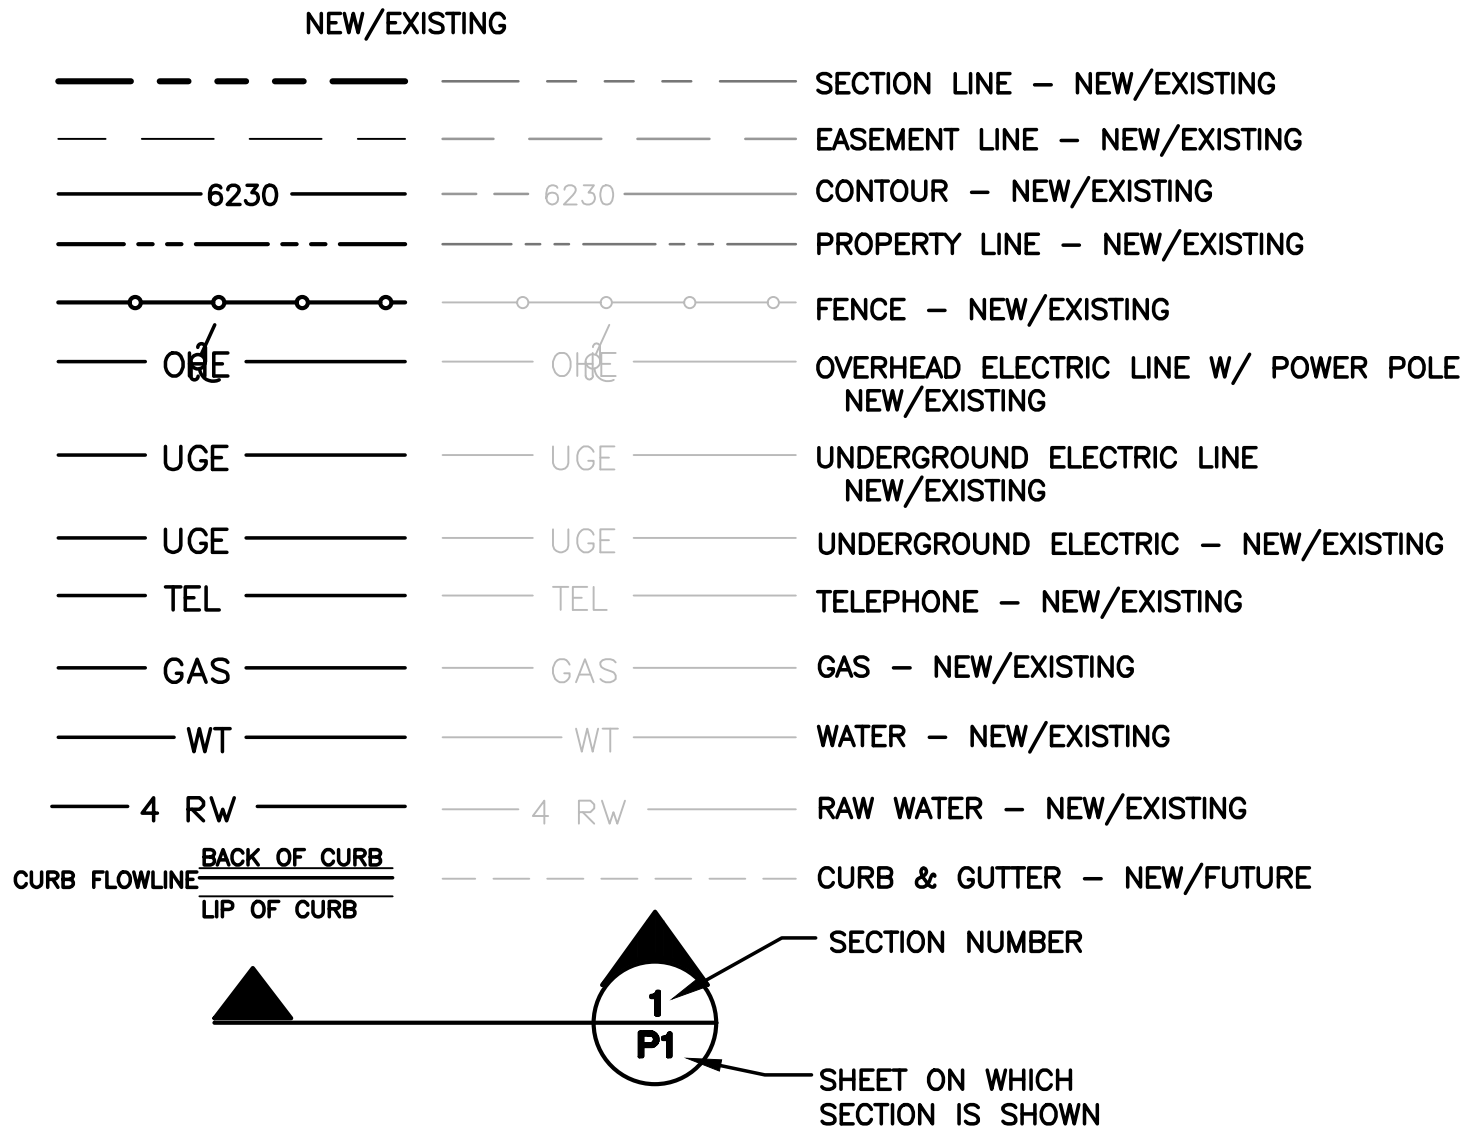 NEW/EXISTING
SECTION LINE – NEW/EXISTING
EASEMENT LINE – NEW/EXISTING
6230 6230 CONTOUR – NEW/EXISTING
PROPERTY LINE – NEW/EXISTING
FENCE – NEW/EXISTING
OHE OHE OVERHEAD ELECTRIC LINE W/ POWER POLE
NEW/EXISTING
UGE UGE UNDERGROUND ELECTRIC LINE
NEW/EXISTING
UGE UGE UNDERGROUND ELECTRIC – NEW/EXISTING
TEL TEL TELEPHONE – NEW/EXISTING
GAS GAS GAS – NEW/EXISTING
WT WT WATER – NEW/EXISTING
4 RW 4 RW RAW WATER – NEW/EXISTING
BACK OF CURB
CURB FLOWLINE CURB & GUTTER – NEW/FUTURE
LIP OF CURB
SECTION NUMBER
1
P1
SHEET ON WHICH
SECTION IS SHOWN